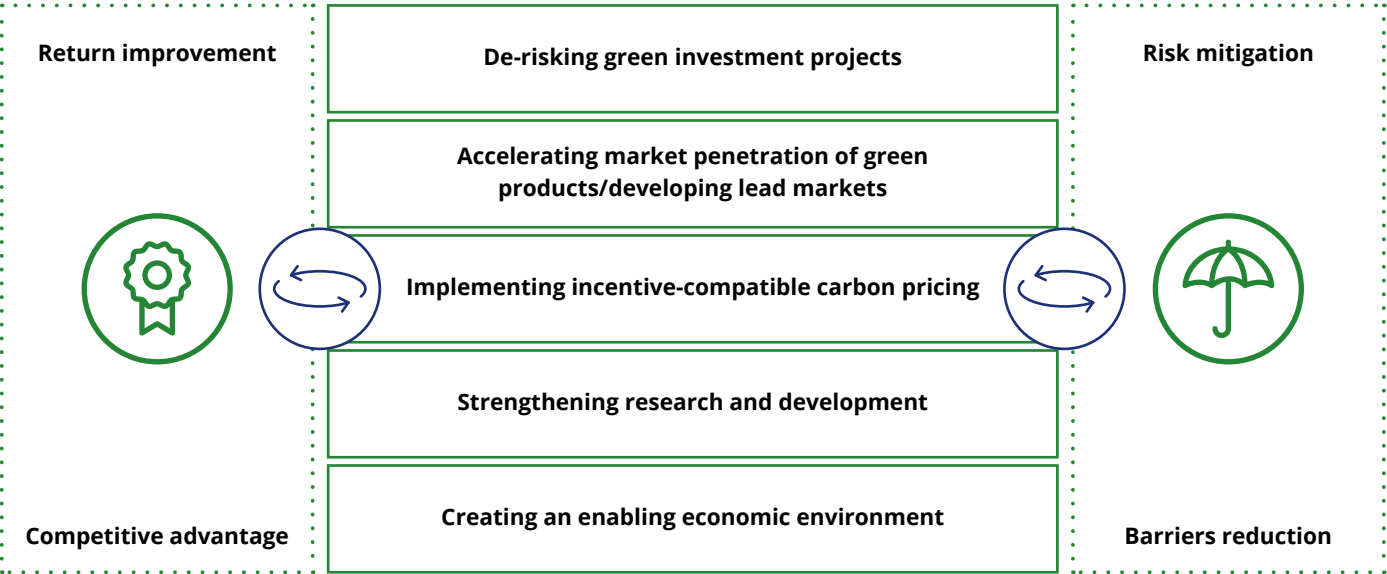 Return improvement
Competitive advantage
De-risking green investment projects
Accelerating market penetration of green
products/developing lead markets
Implementing incentive-compatible carbon pricing
Strengthening research and development
Creating an enabling economic environment
Risk mitigation
Barriers reduction